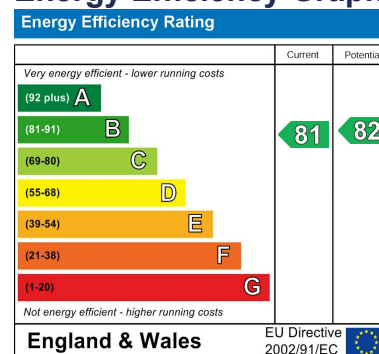 Energy Efficiency Rating
Current Potentia
Very energy efficient - lower running costs
(92 plus) A
(81-91) B
81 82
(69-80) C
(55-68) D
(39-54) E
(21-38) F
(1-20) G
Not energy efficient - higher running costs
England & Wales
EU Directive
2002/91/EC